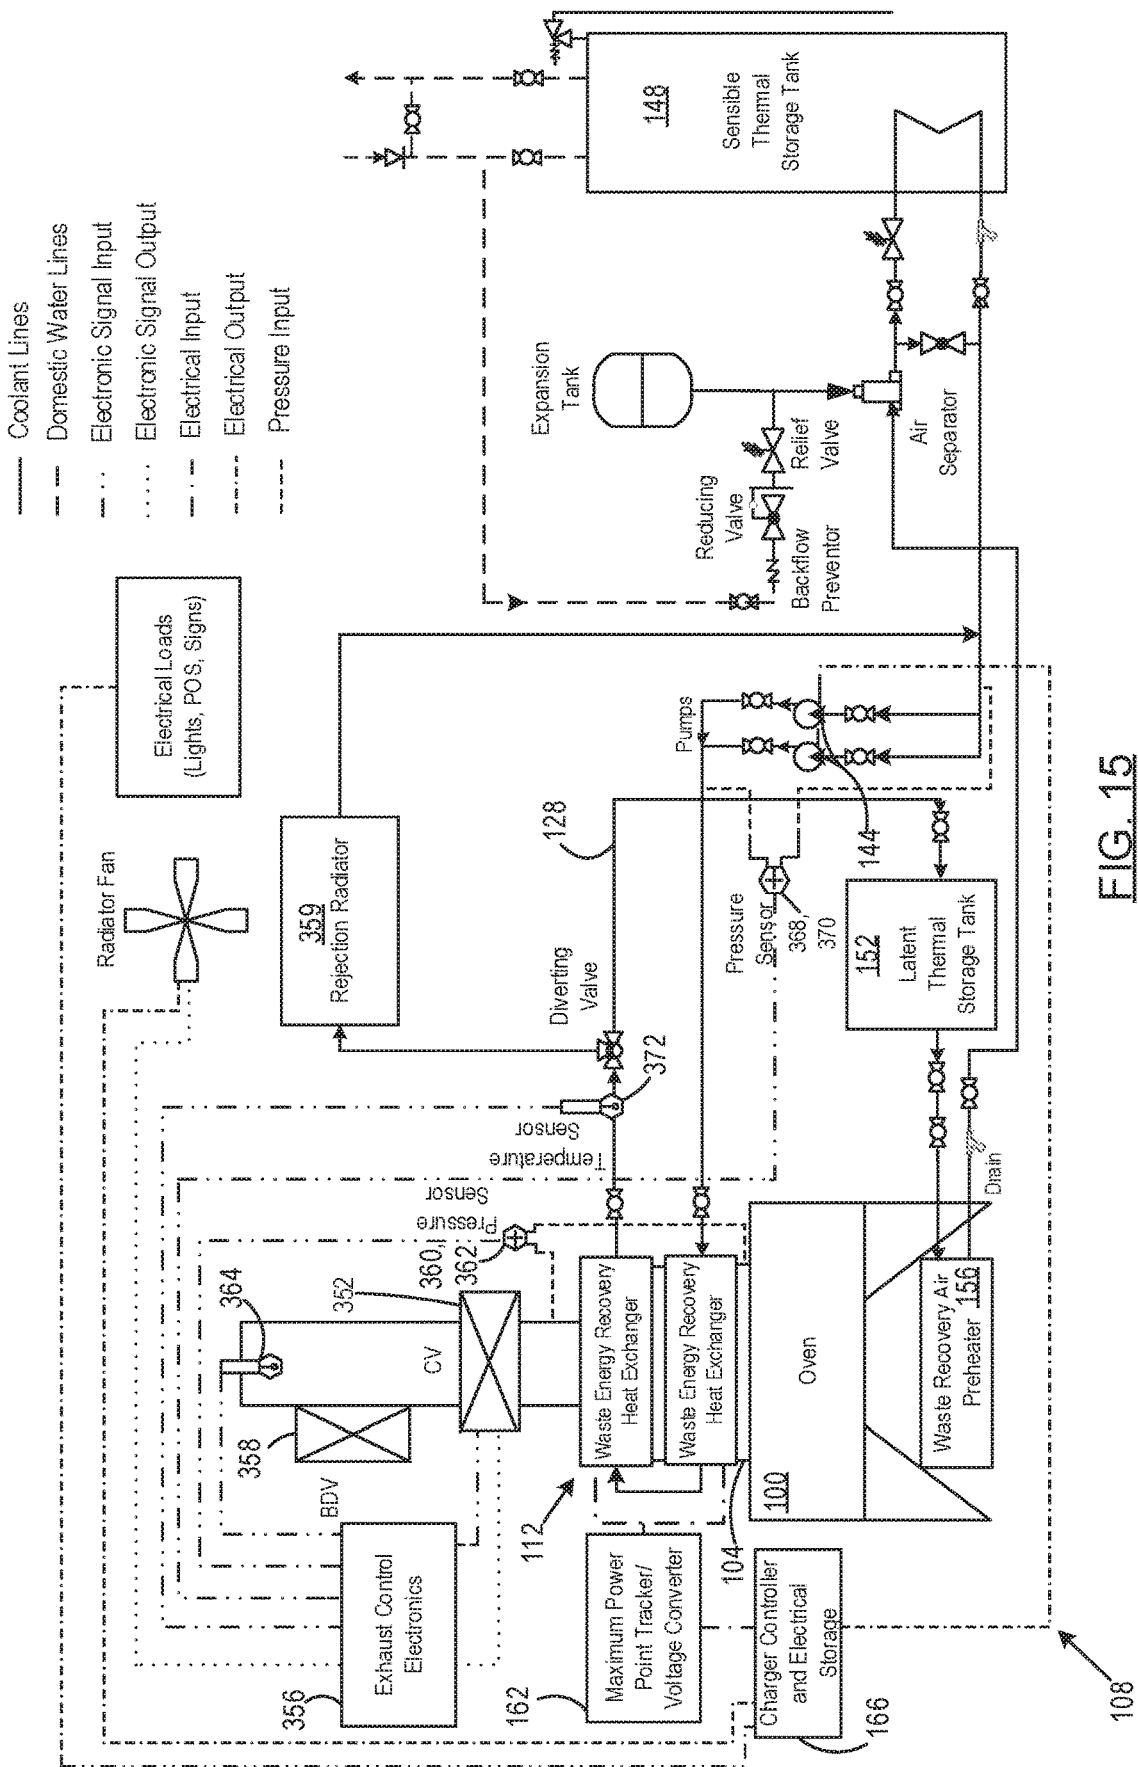 Coolant Lines
Domestic Water Lines
Electronic Signal Input
Electronic Signal Output
Electrical Input
Electrical Output
Pressure Input
Electrical Loads
(Lights, POS, Signs)
Radiator Fan
359
Rejection Radiator
Diverting
Valve
372
Temperature
Sensor
Pressure
Sensor
360,
362
364
352
CV
358
BDV
356
Exhaust Control
Electronics
112
Waste Energy Recovery
Heat Exchanger
Waste Energy Recovery
Heat Exchanger
104
162
Maximum Power
Point Tracker/
Voltage Converter
166
Charger Controller
and Electrical
Storage
108
100
Oven
Waste Recovery Air
Preheater
156
Drain
152
Latent
Thermal
Storage Tank
Pressure
Sensor
368,
370
144
128
Pumps
Expansion
Tank
Reducing
Valve
Relief
Valve
Backflow
Preventor
Air
Separator
148
Sensible
Thermal
Storage Tank
FIG. 15